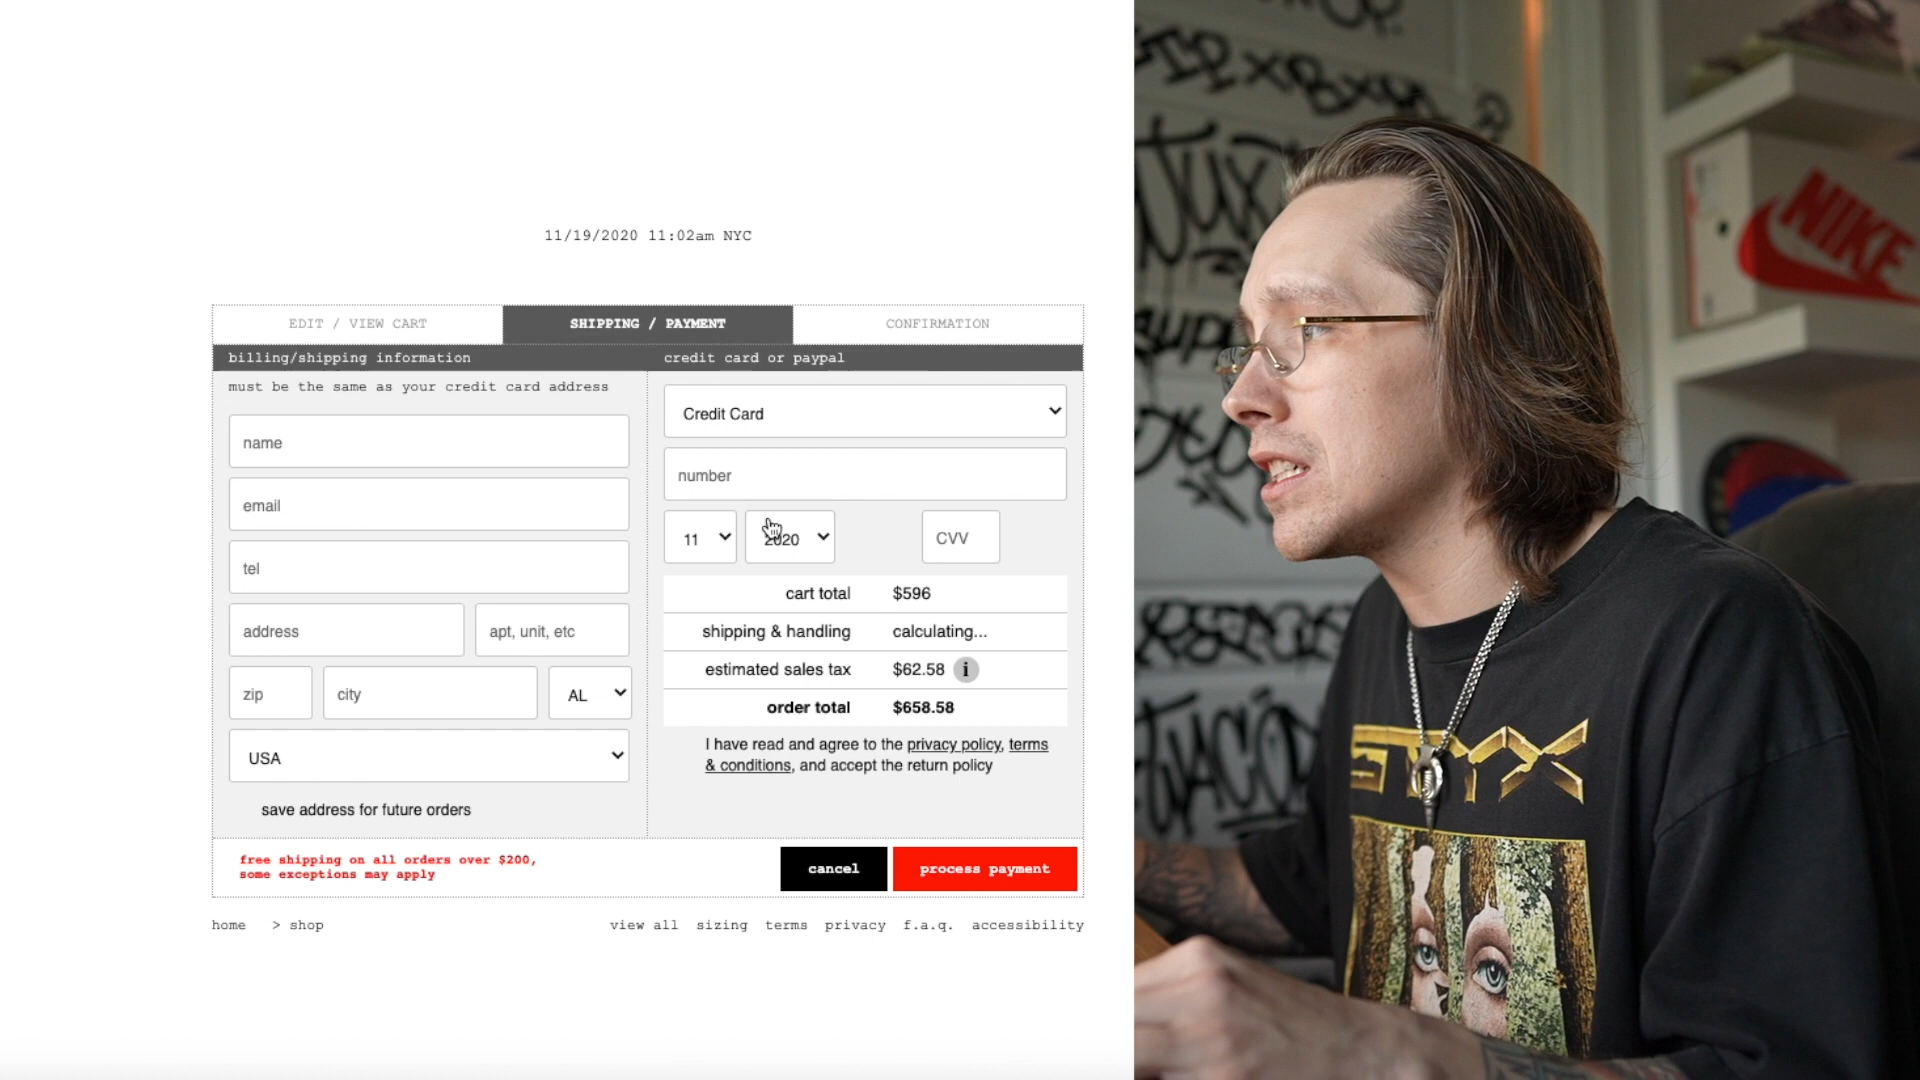 11/19/2020 11:02am NYC
EDIT / VIEW CART
SHIPPING / PAYMENT
CONFIRMATION
billing/shipping information
credit card or paypal
must be the same as your credit card address
name
email
tel
address
apt, unit, etc
zip
city
AL
USA
save address for future orders
Credit Card
number
11
2020
CVV
cart total $596
shipping & handling calculating...
estimated sales tax $62.58 i
order total $658.58
I have read and agree to the privacy policy, terms
& conditions, and accept the return policy
free shipping on all orders over $200,
some exceptions may apply
cancel
process payment
home > shop
view all sizing terms privacy f.a.q. accessibility
NIKE
STYX